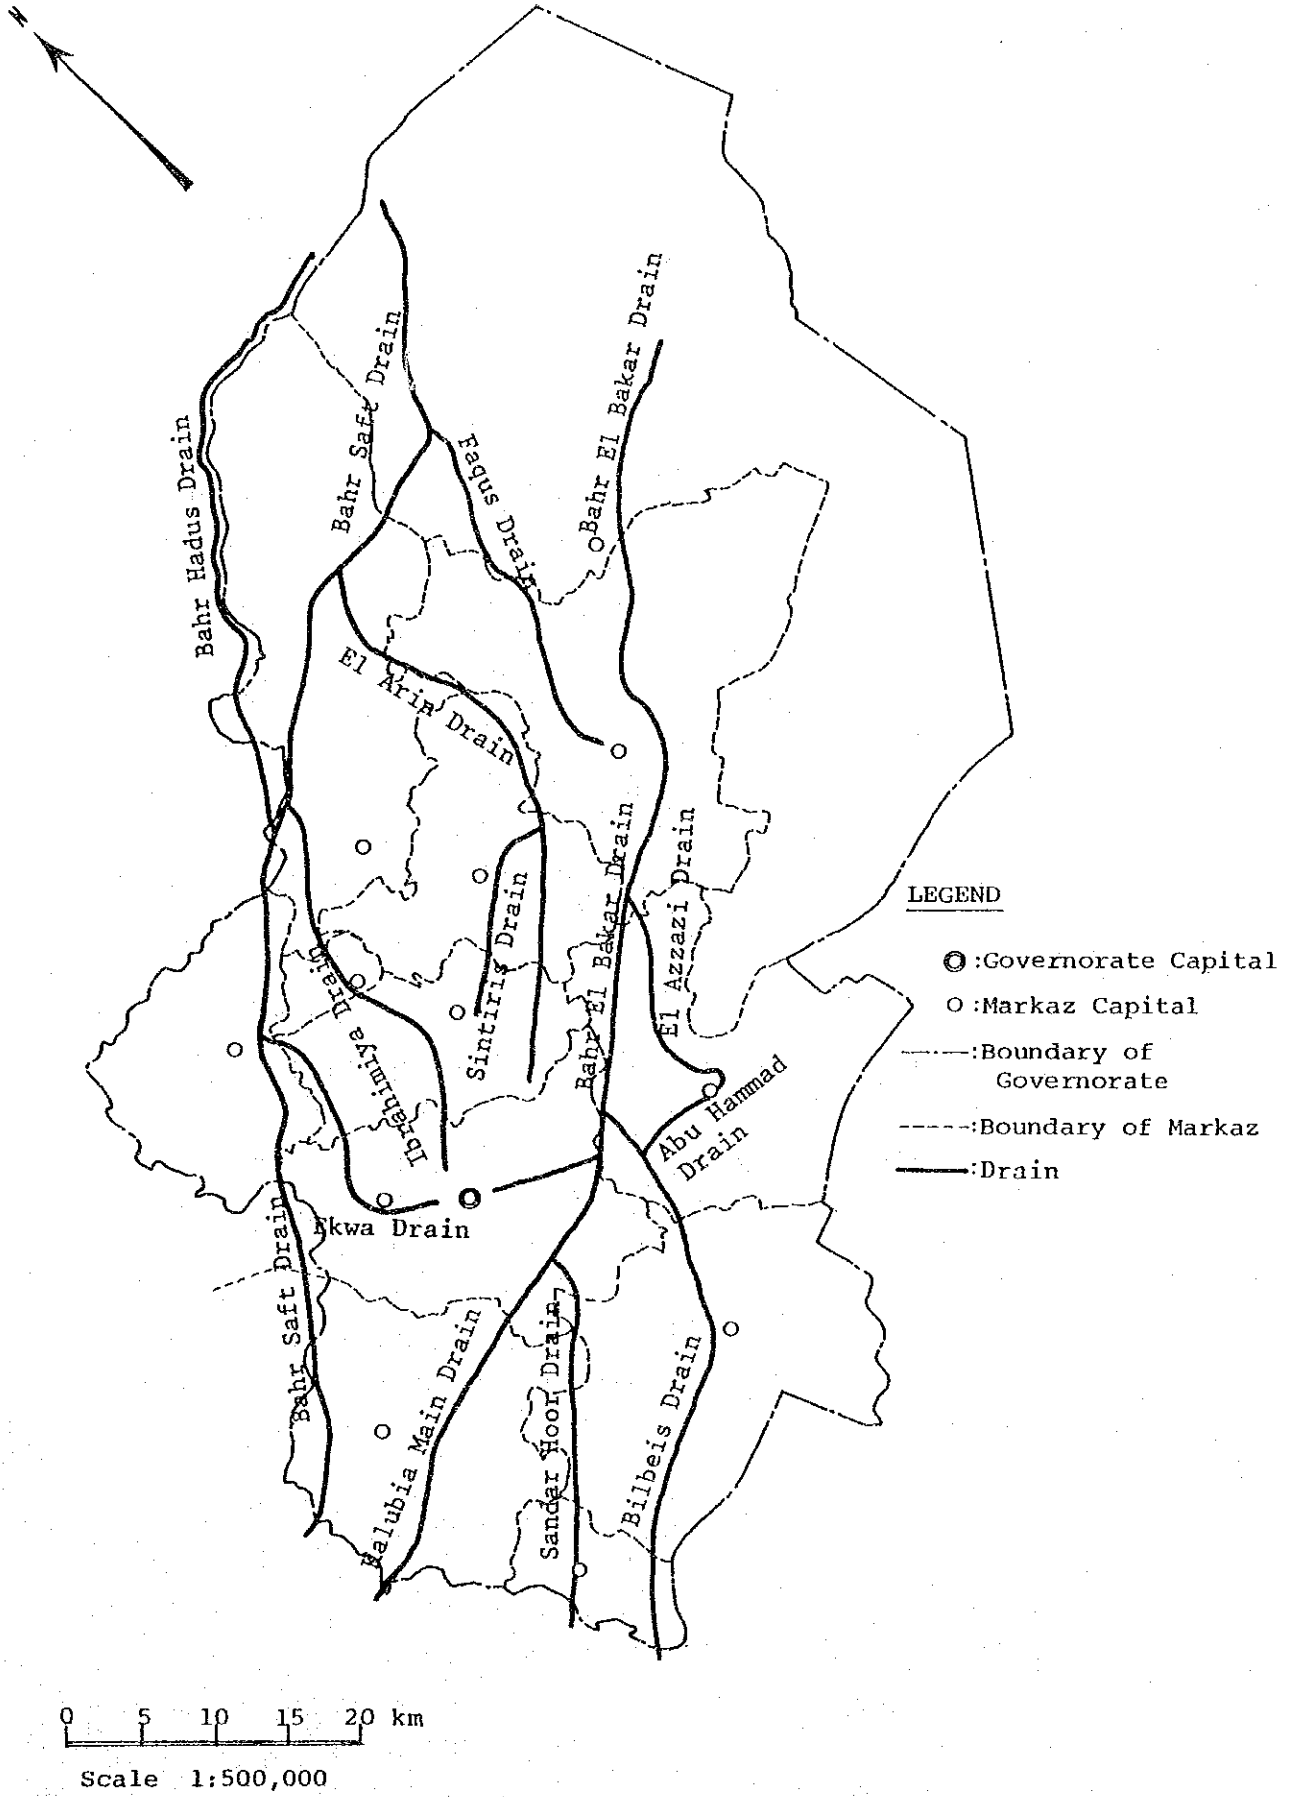 N
Bahr Saft Drain
Bahr El Bakar Drain
Bahr Hadus Drain
Faqus Drain
El Arin Drain
Bahr El Bakar Drain
El Azzazi Drain
Sintiris Drain
Ibrahimiya Drain
Abu Hammad
Drain
Ekwa Drain
Bahr Saft Drain
Kalubia Main Drain
Sandar Hoor Drain
Bilbeis Drain
LEGEND
:Governorate Capital
:Markaz Capital
:Boundary of
Governorate
:Boundary of Markaz
:Drain
0 5 10 15 20 km
Scale 1:500,000